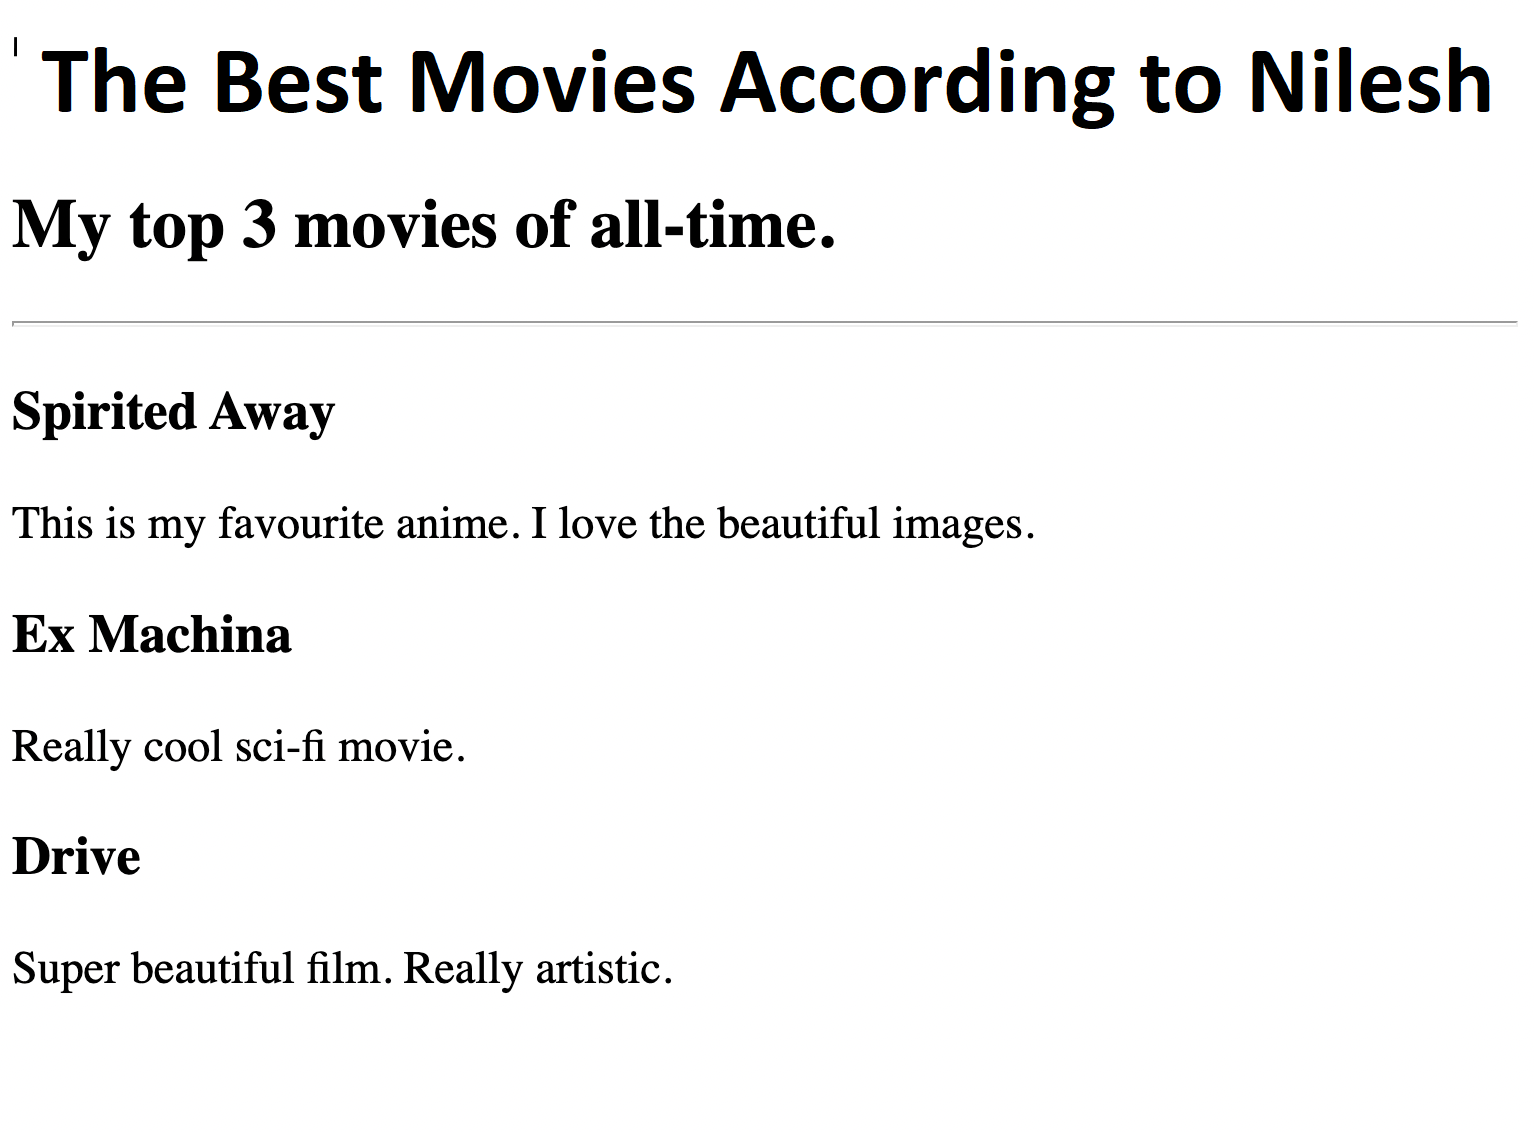 The Best Movies According to Nilesh
My top 3 movies of all-time.
Spirited Away
This is my favourite anime. I love the beautiful images.
Ex Machina
Really cool sci-fi movie.
Drive
Super beautiful film. Really artistic.